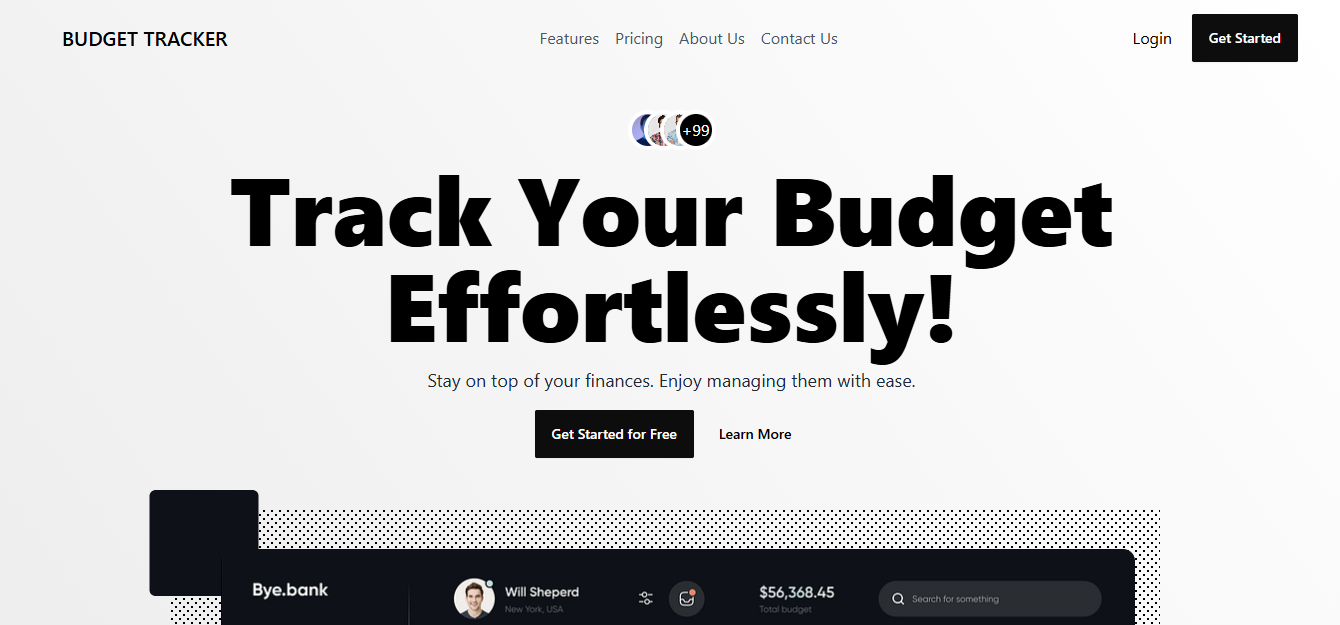 BUDGET TRACKER
Features Pricing About Us Contact Us
Login
Get Started
+99
Track Your Budget
Effortlessly!
Stay on top of your finances. Enjoy managing them with ease.
Get Started for Free
Learn More
Bye.bank
Will Sheperd
New York, USA
$56,368.45
Total budget
Search for something